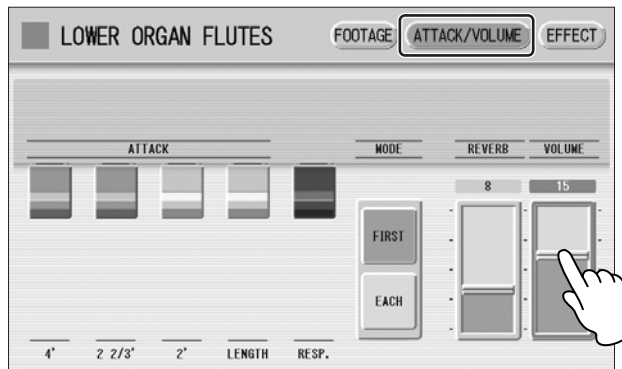 LOWER ORGAN FLUTES
FOOTAGE
ATTACK/VOLUME
EFFECT
ATTACK
MODE
REVERB
VOLUME
8
15
FIRST
EACH
4'
2 2/3'
2'
LENGTH
RESP.